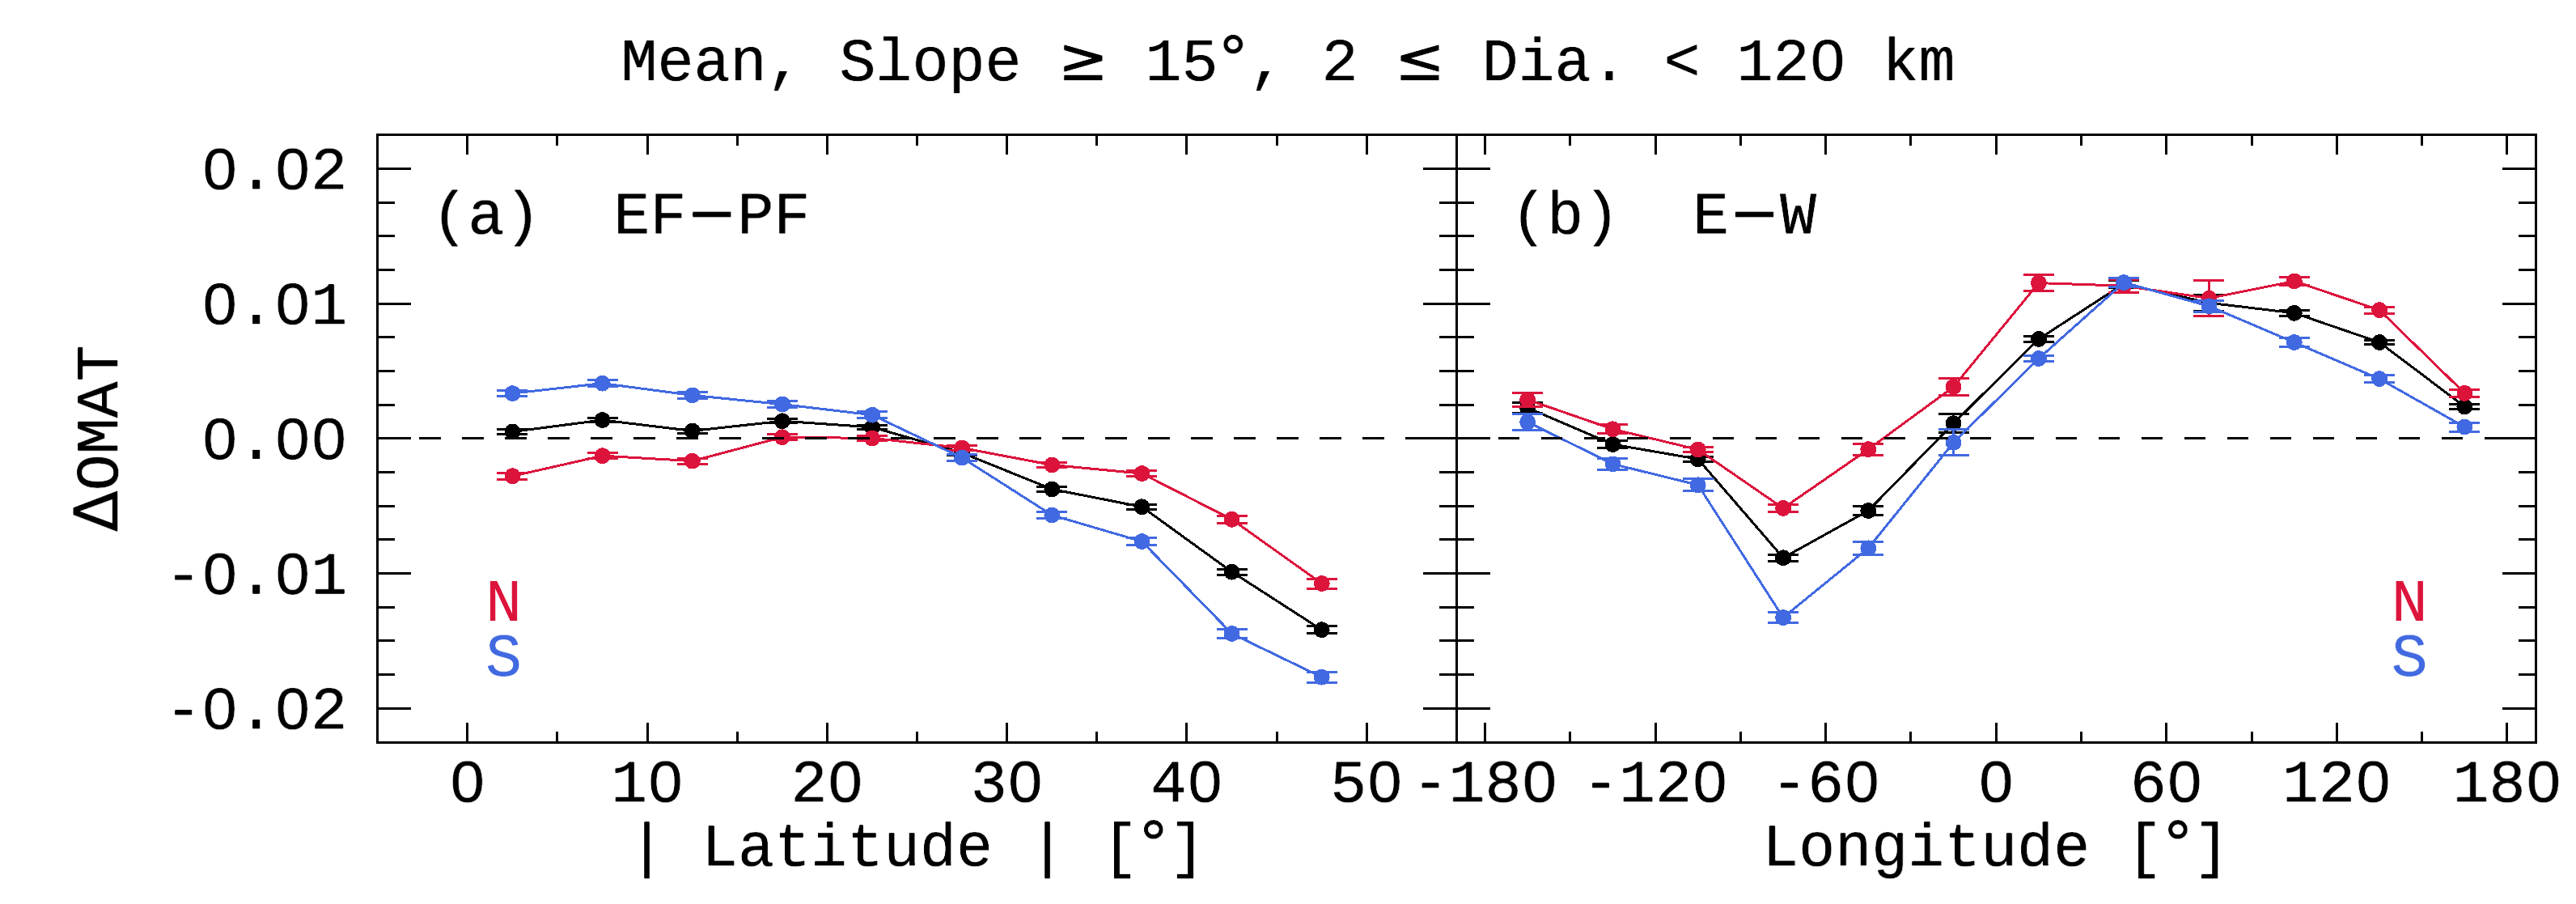 Mean, Slope ≥ 15°, 2 ≤ Dia. < 120 km
(a) EF−PF
(b) E−W
ΔOMAT
0.02
0.01
0.00
-0.01
-0.02
N
S
N
S
0 10 20 30 40 50
-180 -120 -60 0 60 120 180
| Latitude | [°]
Longitude [°]